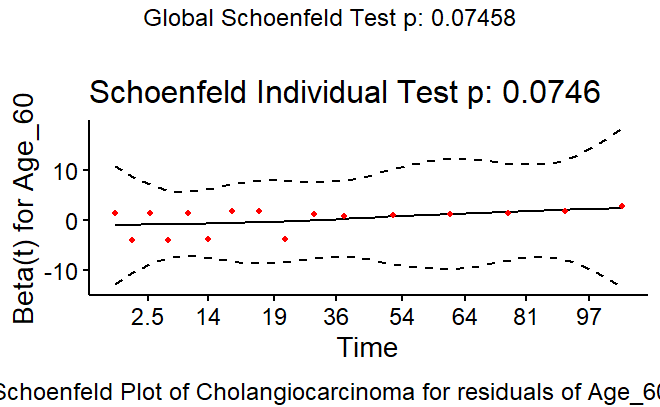 Global Schoenfeld Test p: 0.07458
Schoenfeld Individual Test p: 0.0746
Beta(t) for Age_60
10
0
-10
2.5 14 19 36 54 64 81 97
Time
Schoenfeld Plot of Cholangiocarcinoma for residuals of Age_60